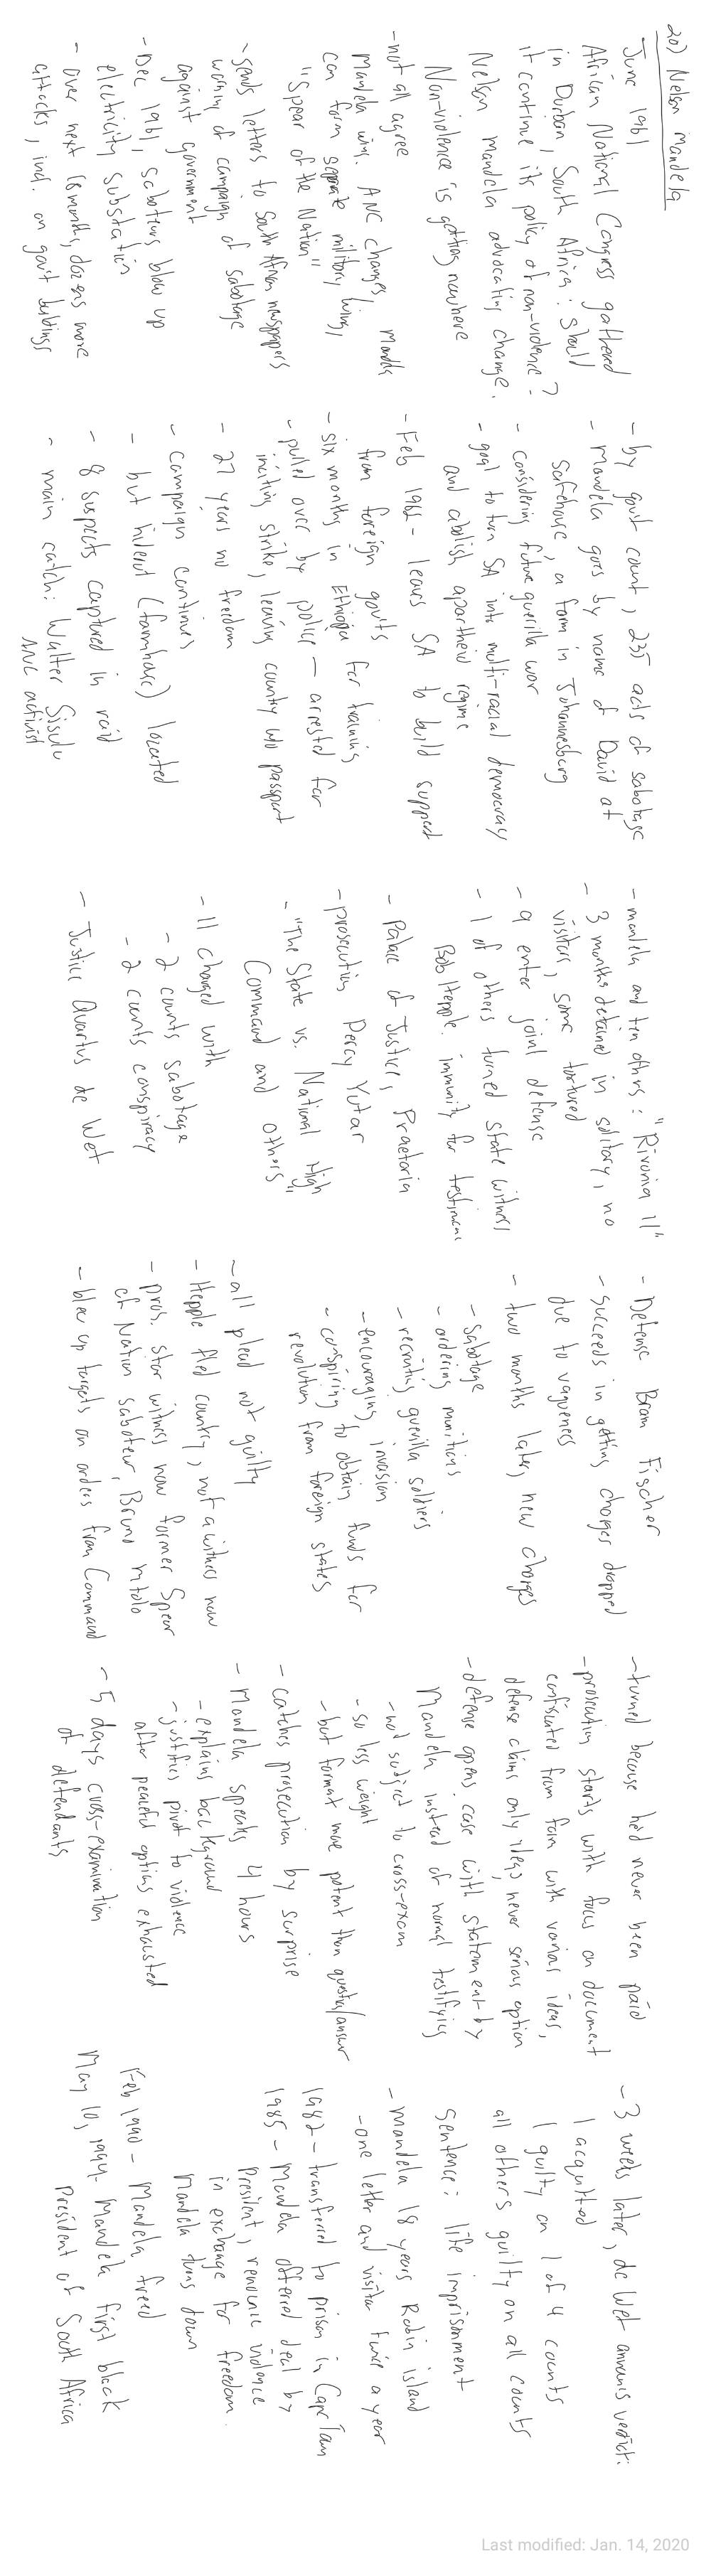 20) Nelson Mandela
June 1961
African National Congress gathered
in Durban, South Africa: should
it continue its policy of non-violence?
Nelson Mandela advocating change.
Non-violence is getting nowhere
-not all agree
Mandela wins. ANC changes, Mandela
can form separate military wing,
"Spear of the Nation"
- sends letters to South African newspapers
warning of campaign of sabotage
against government
- Dec 1961, saboteurs blow up
electricity substation
- over next 18 months, dozens more
attacks, incl. on gov't buildings
- by gov't count, 235 acts of sabotage
- Mandela goes by name of David at
safehouse, a farm in Johannesberg
- considering future guerilla war
- goal to turn SA into multi-racial democracy
and abolish apartheid regime
- Feb 1962 - leaves SA to build support
from foreign gov'ts
- six months in Ethiopia for training
- pulled over by police - arrested for
inciting strike, leaving country w/o passport
- 27 years no freedom
- campaign continues
- but hideout (farmhouse) located
- 8 suspects captured in raid
- main catch: Walter Sisulu
ANC activist
- mandela and ten others: "Rivonia 11"
- 3 months detained in solitary, no
visitors, some tortured
- 9 enter joint defense
- 1 of others turned state witness
Bob Hepple. immunity for testimony
- Palace of Justice, Praetoria
- prosecution Percy Yutar
- "The State vs. National High
Command and others"
- 11 charged with
- 2 counts sabotage
- 2 counts conspiracy
- Justice Quartus de Wet
- Defense Bram Fischer
- succeeds in getting charges dropped
due to vagueness
- two months later, new charges
- sabotage
- ordering munitions
- recruiting guerilla soldiers
- encouraging invasion
- conspiring to obtain funds for
revolution from foreign states
- all plead not guilty
- Hepple fled country, not a witness now
- pros. star witness now former Spear
of Nation saboteur, Bruno Mtolo
- blew up targets on orders from Command
- turned because he'd never been paid
- prosecution starts with focus on document
confiscated from farm with various ideas,
defense claims only ideas, never serious option
- defense opens case with statement by
Mandela instead of normal testifying
- not subject to cross-exam
- so less weight
- but format more potent than question/answer
- catches prosecution by surprise
- Mandela speaks 4 hours
- explains background
- justifies pivot to violence
after peaceful options exhausted
- 5 days cross-examination
of defendants
- 3 weeks later, de Wet announces verdict:
1 acquitted
1 guilty on 1 of 4 counts
all others guilty on all counts
Sentence: life imprisonment
- mandela 18 years Robin island
- one letter and visitor twice a year
1982 - transferred to prison in Cape Town
1985 - Mandela offered deal by
President, renounce violence
in exchange for freedom.
Mandela turns down
Feb 1990 - Mandela freed
May 10, 1994 - Mandela first black
President of South Africa
Last modified: Jan. 14, 2020